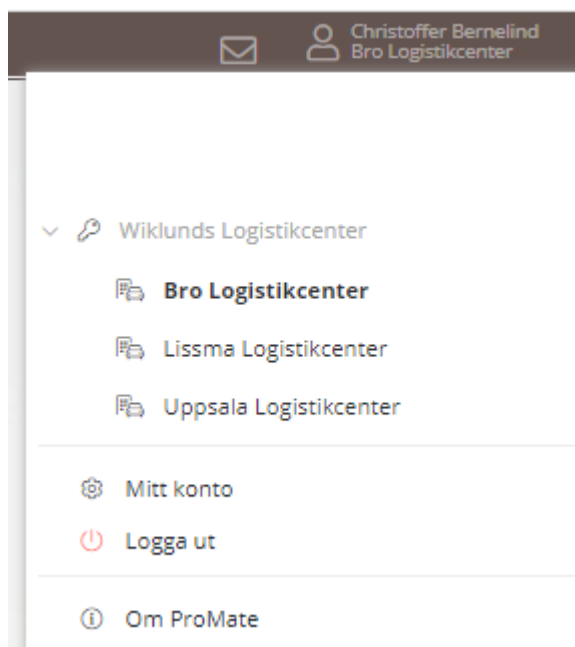 Christoffer Bernelind
Bro Logistikcenter
Wiklunds Logistikcenter
Bro Logistikcenter
Lissma Logistikcenter
Uppsala Logistikcenter
Mitt konto
Logga ut
Om ProMate